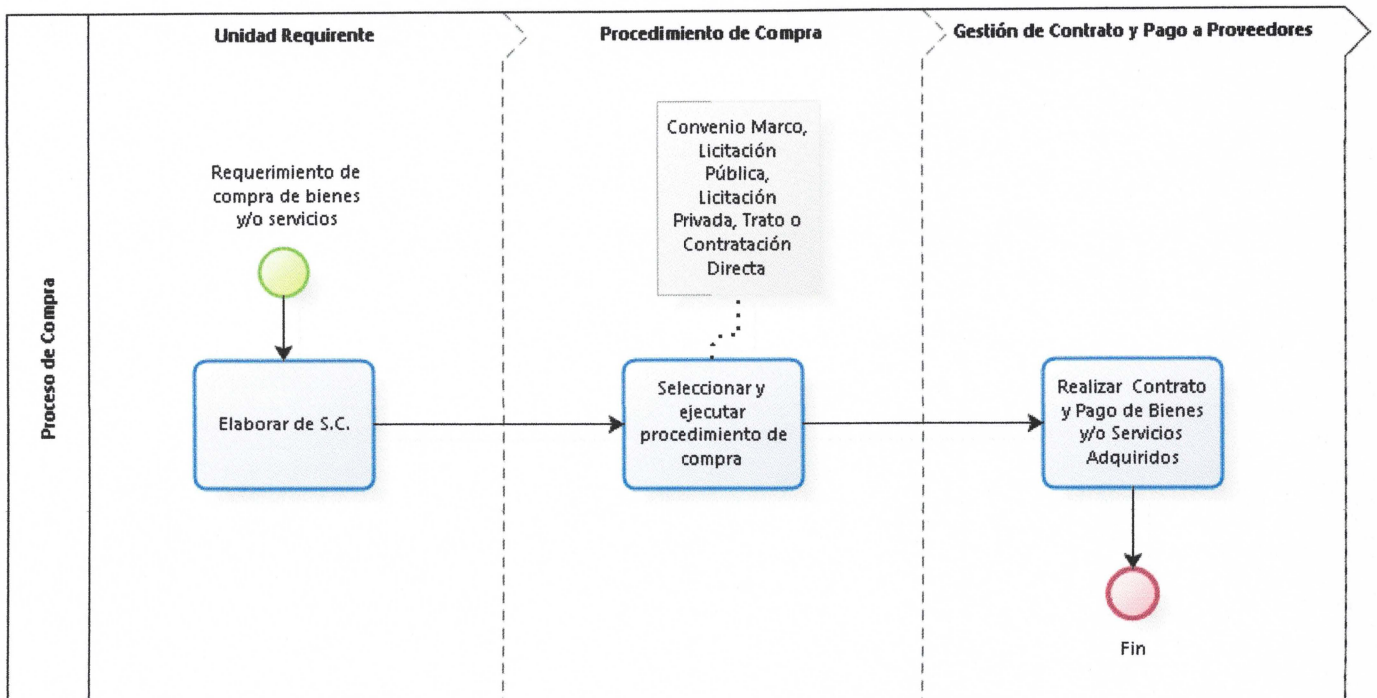 Unidad Requirente
Procedimiento de Compra
Gestión de Contrato y Pago a Proveedores
Proceso de Compra
Requerimiento de
compra de bienes
y/o servicios
Convenio Marco,
Licitación
Pública,
Licitación
Privada, Trato o
Contratación
Directa
Elaborar de S.C.
Seleccionar y
ejecutar
procedimiento de
compra
Realizar Contrato
y Pago de Bienes
y/o Servicios
Adquiridos
Fin